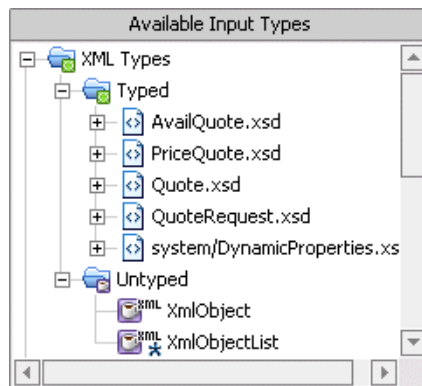 Available Input Types
XML Types
Typed
AvailQuote.xsd
PriceQuote.xsd
Quote.xsd
QuoteRequest.xsd
system/DynamicProperties.xs
Untyped
XML XmlObject
XML XmlObjectList